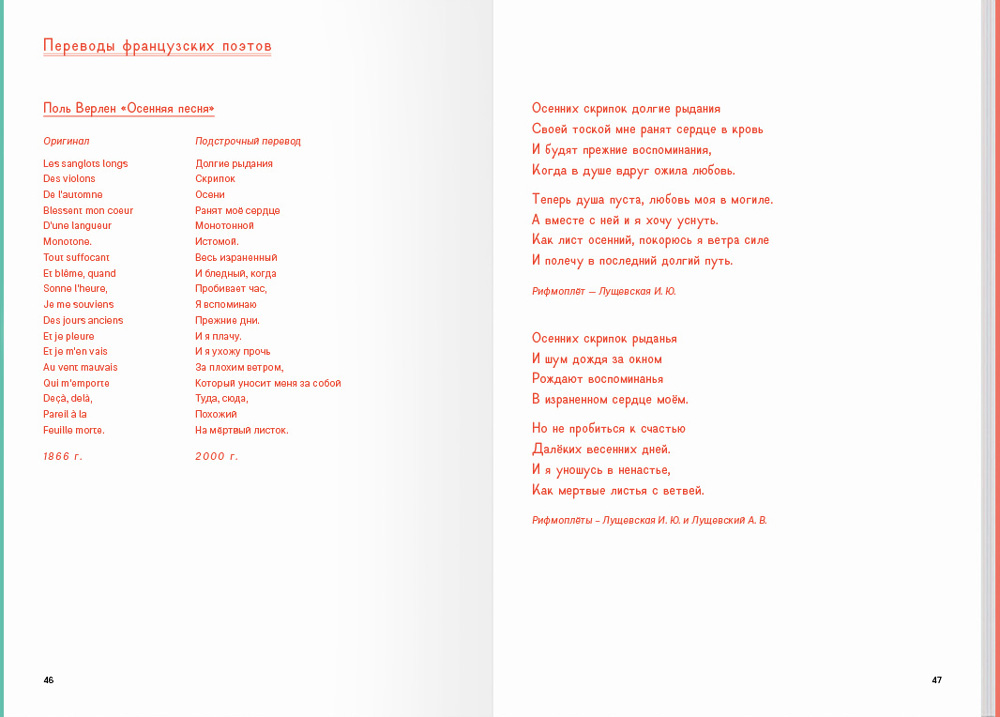 Переводы французских поэтов
Поль Верлен «Осенняя песня»
Оригинал
Les sanglots longs
Des violons
De l'automne
Blessent mon coeur
D'une langueur
Monotone.
Tout suffocant
Et blême, quand
Sonne l'heure,
Je me souviens
Des jours anciens
Et je pleure
Et je m'en vais
Au vent mauvais
Qui m'emporte
Deçà, delà,
Pareil à la
Feuille morte.
1866 г.
Подстрочный перевод
Долгие рыдания
Скрипок
Осени
Ранят моё сердце
Монотонной
Истомой.
Весь израненный
И бледный, когда
Пробивает час,
Я вспоминаю
Прежние дни.
И я плачу.
И я ухожу прочь
За плохим ветром,
Который уносит меня за собой
Туда, сюда,
Похожий
На мёртвый листок.
2000 г.
46
Осенних скрипок долгие рыдания
Своей тоской мне ранят сердце в кровь
И будят прежние воспоминания,
Когда в душе вдруг ожила любовь.
Теперь душа пуста, любовь моя в могиле.
А вместе с ней и я хочу уснуть.
Как лист осенний, покорюсь я ветра силе
И полечу в последний долгий путь.
Рифмоплёт — Лущевская И. Ю.
Осенних скрипок рыданья
И шум дождя за окном
Рождают воспоминанья
В израненном сердце моём.
Но не пробиться к счастью
Далёких весенних дней.
И я уношусь в ненастье,
Как мертвые листья с ветвей.
Рифмоплёты – Лущевская И. Ю. и Лущевский А. В.
47